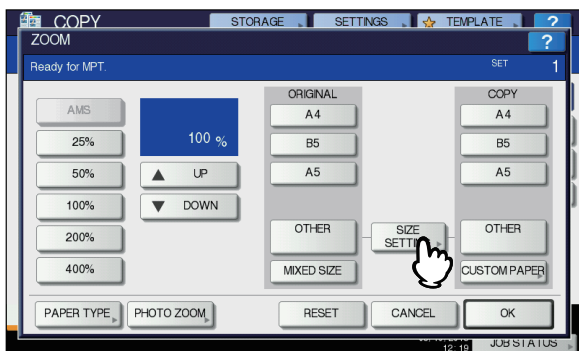 COPY STORAGE SETTINGS TEMPLATE ?
ZOOM ?
Ready for MPT. SET 1
ORIGINAL COPY
AMS A4 A4
25% 100 % B5 B5
50% UP A5 A5
100% DOWN
200% OTHER SIZE OTHER
SETTIN
400% MIXED SIZE CUSTOM PAPER
PAPER TYPE PHOTO ZOOM RESET CANCEL OK
12:19 JOB STATUS